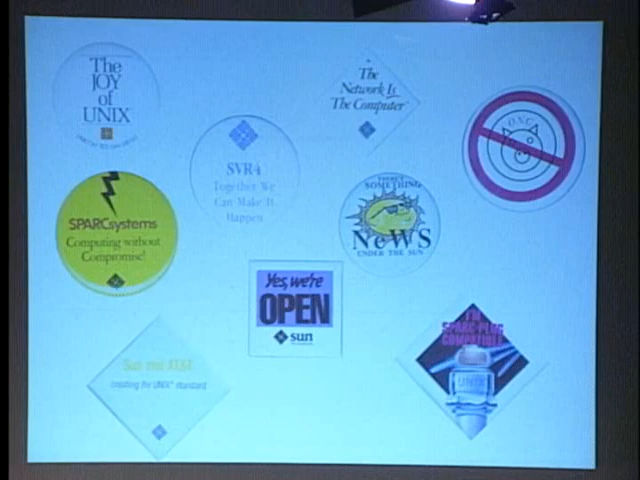 The
JOY
of
UNIX
The
Network Is
The Computer
SVR4
Together We
Can Make It
Happen
SPARCsystems
Computing without
Compromise!
THERE'S
SOMETHING
NeWS
UNDER THE SUN
Yes, we're
OPEN
sun
Sun and AT&T
creating the UNIX standard
I'M
SPARC-PLUG
COMPATIBLE
UNIX